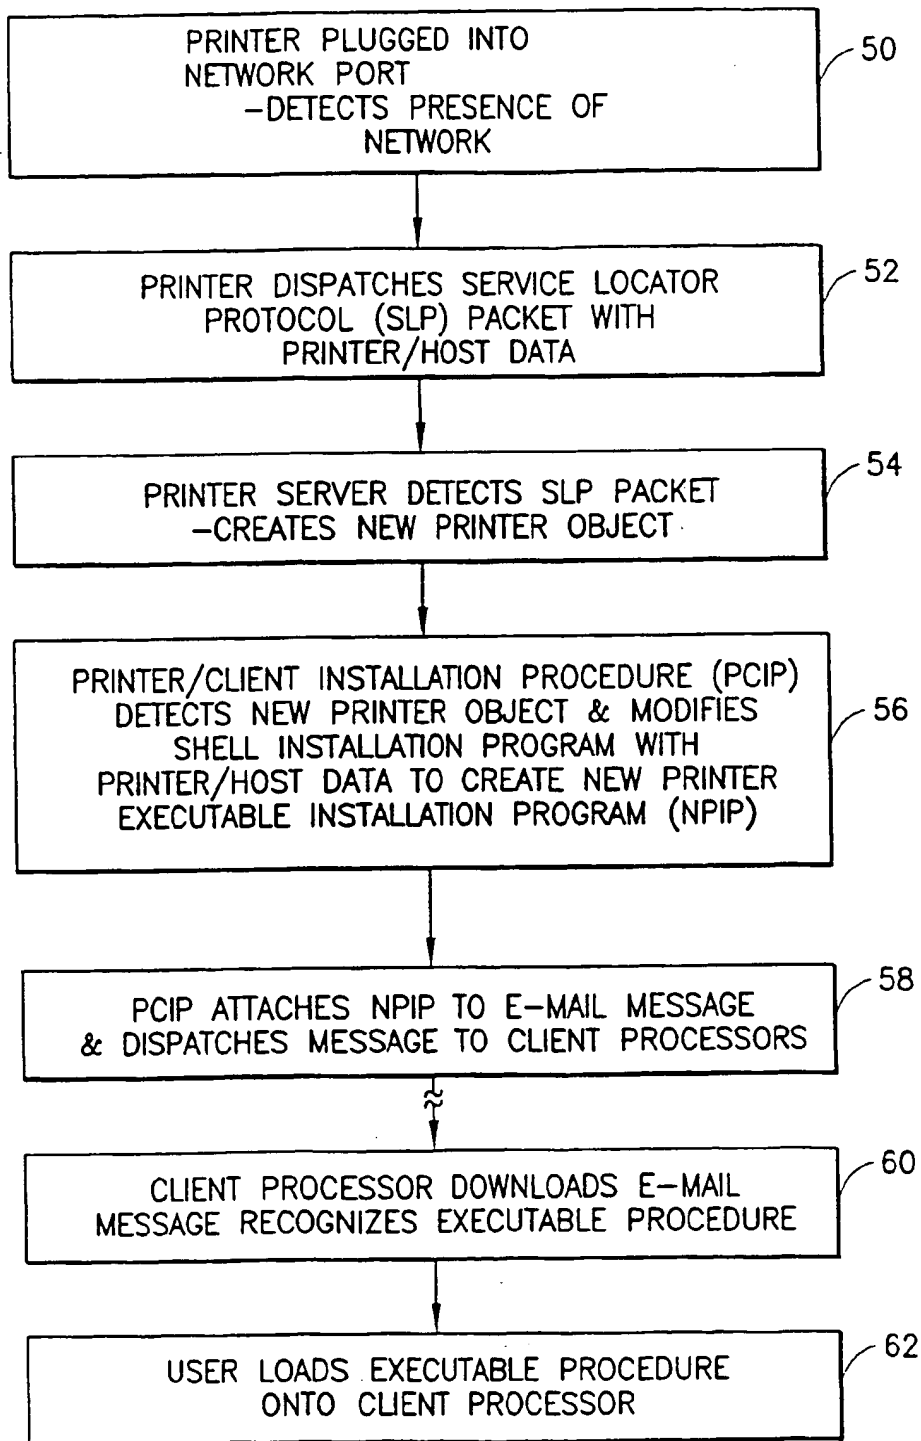 PRINTER PLUGGED INTO
NETWORK PORT
-DETECTS PRESENCE OF
NETWORK
50
PRINTER DISPATCHES SERVICE LOCATOR
PROTOCOL (SLP) PACKET WITH
PRINTER/HOST DATA
52
PRINTER SERVER DETECTS SLP PACKET
-CREATES NEW PRINTER OBJECT
54
PRINTER/CLIENT INSTALLATION PROCEDURE (PCIP)
DETECTS NEW PRINTER OBJECT & MODIFIES
SHELL INSTALLATION PROGRAM WITH
PRINTER/HOST DATA TO CREATE NEW PRINTER
EXECUTABLE INSTALLATION PROGRAM (NPIP)
56
PCIP ATTACHES NPIP TO E-MAIL MESSAGE
& DISPATCHES MESSAGE TO CLIENT PROCESSORS
58
CLIENT PROCESSOR DOWNLOADS E-MAIL
MESSAGE RECOGNIZES EXECUTABLE PROCEDURE
60
USER LOADS EXECUTABLE PROCEDURE
ONTO CLIENT PROCESSOR
62